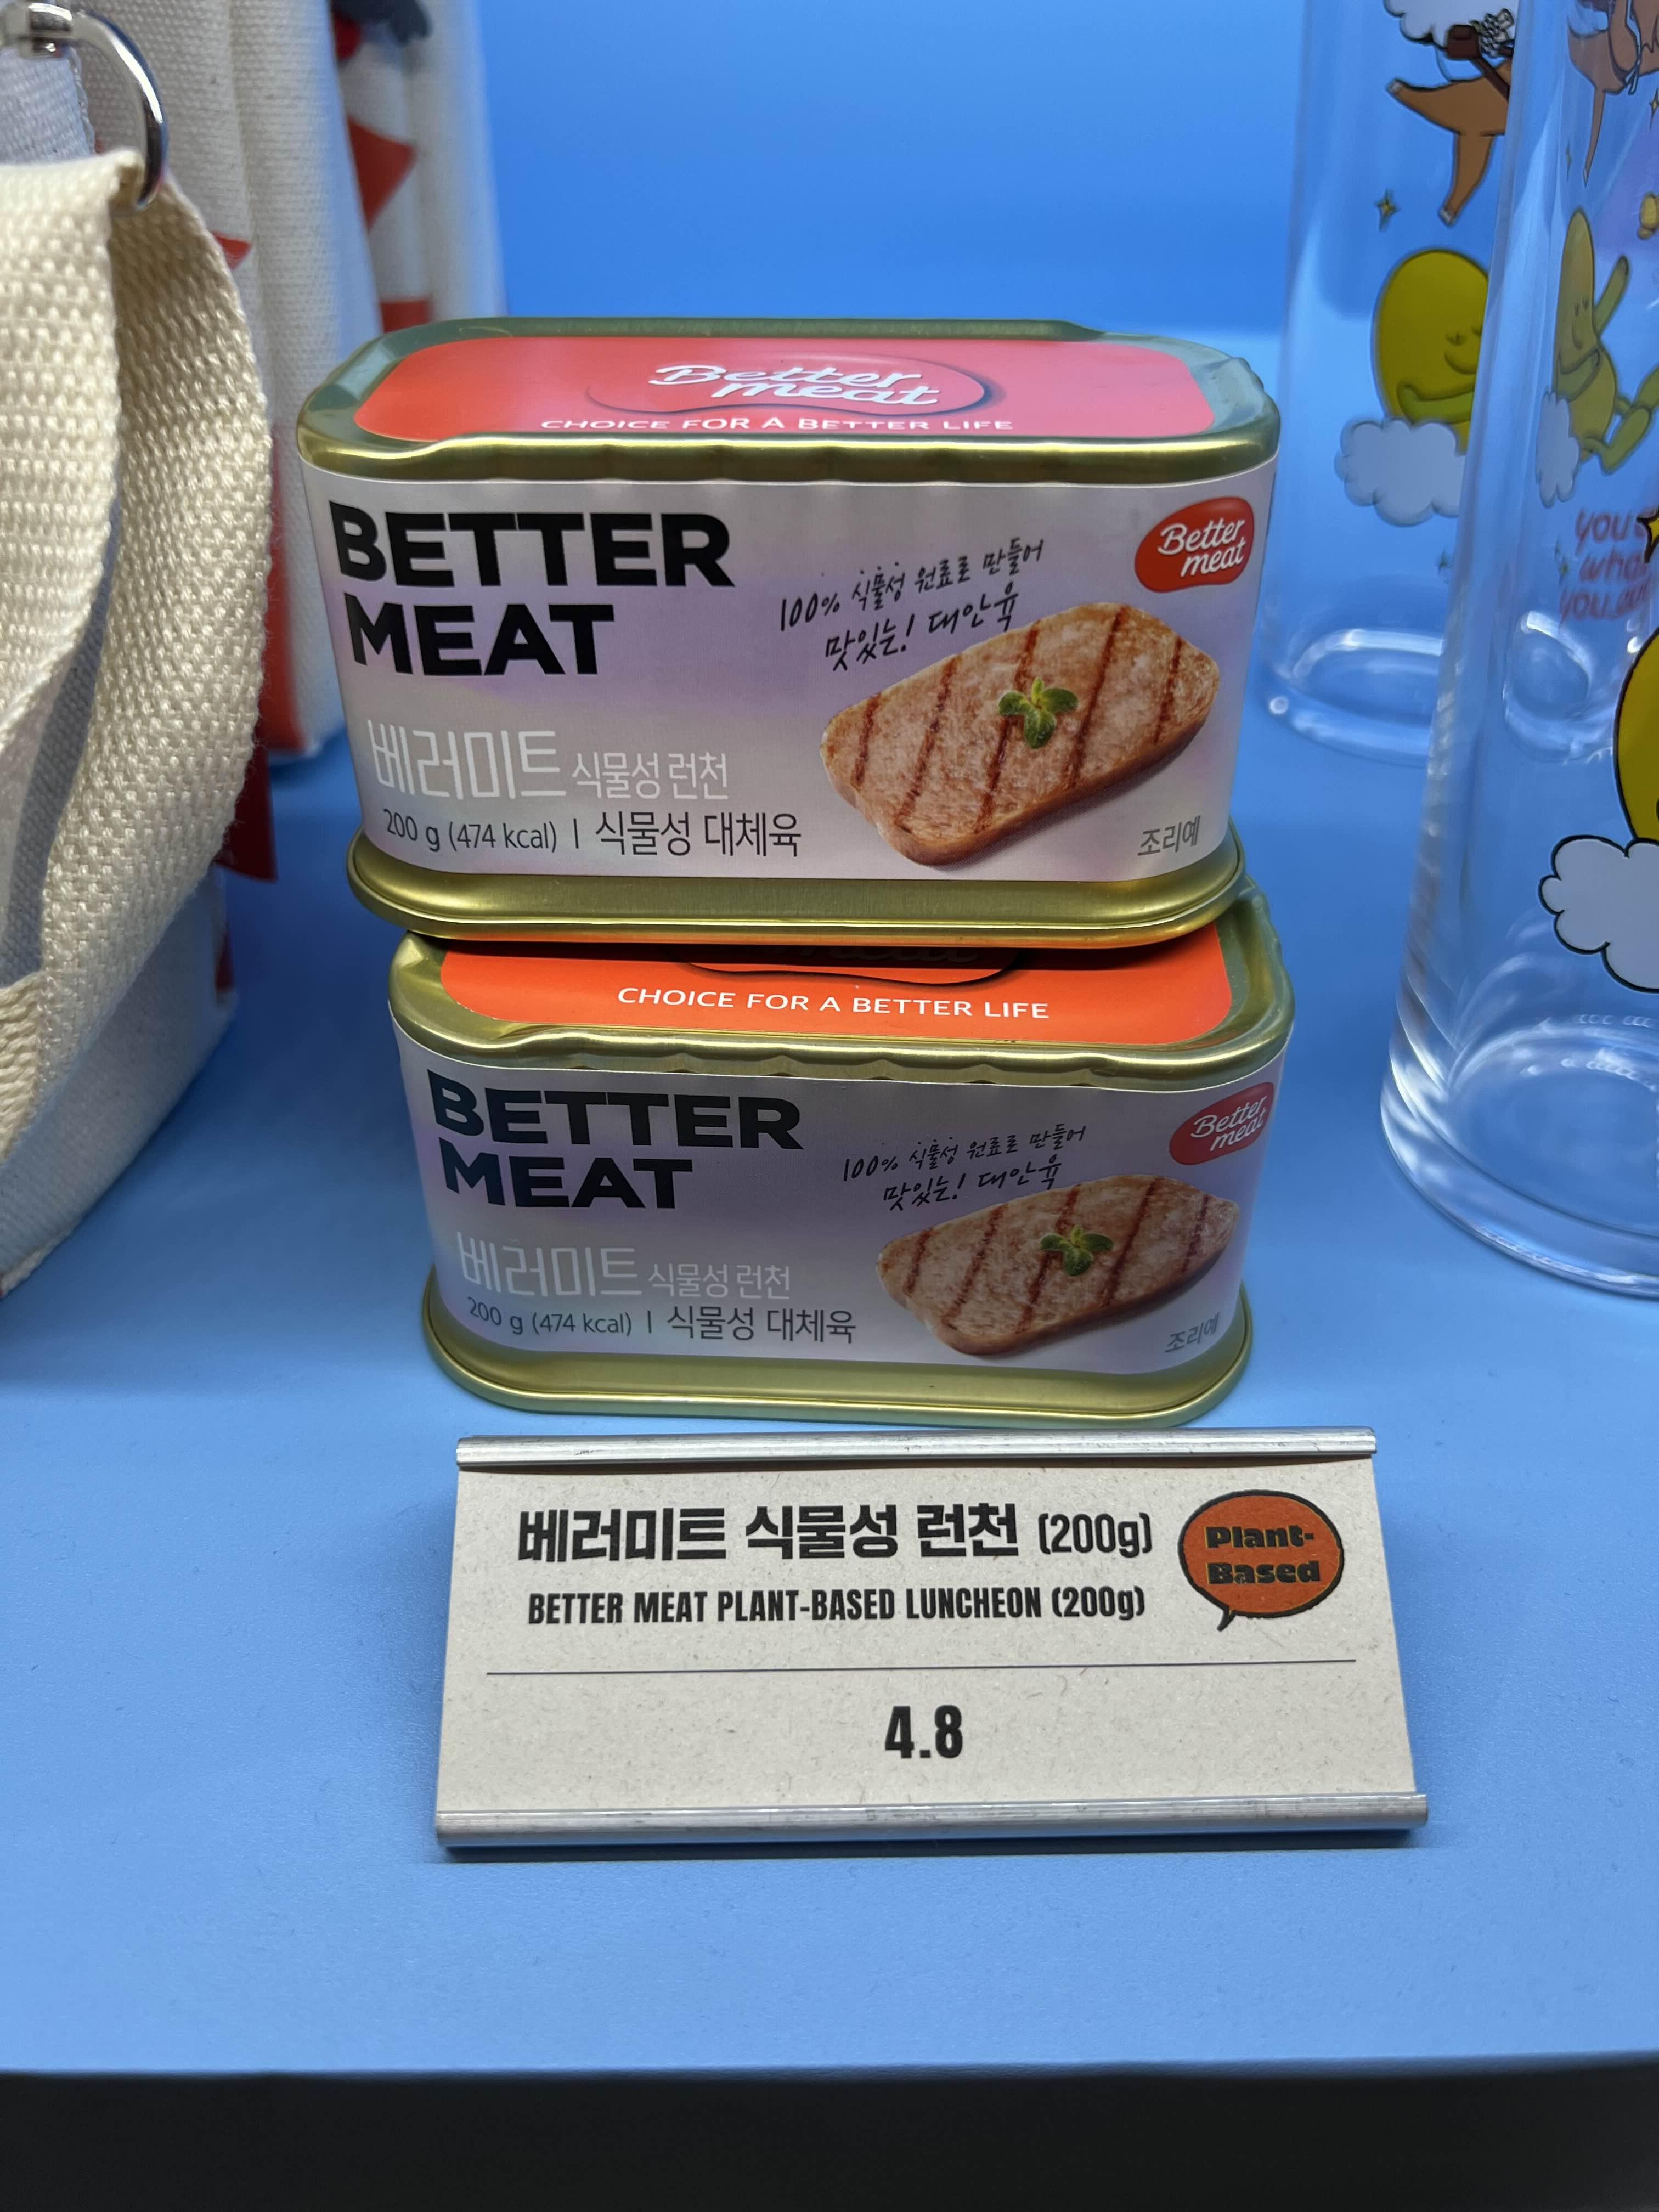 Better
meat
CHOICE FOR A BETTER LIFE
BETTER
MEAT
100% 식물성 원료로 만들어
맛있는! 대안육
Better
meat
베러미트 식물성 런천
200 g (474 kcal) | 식물성 대체육
조리예
meat
CHOICE FOR A BETTER LIFE
BETTER
MEAT
100% 식물성 원료로 만들어
맛있는! 대안육
Better
meat
베러미트 식물성 런천
200 g (474 kcal) | 식물성 대체육
조리예
베러미트 식물성 런천 (200g)
BETTER MEAT PLANT-BASED LUNCHEON (200g)
Plant-
Based
4.8